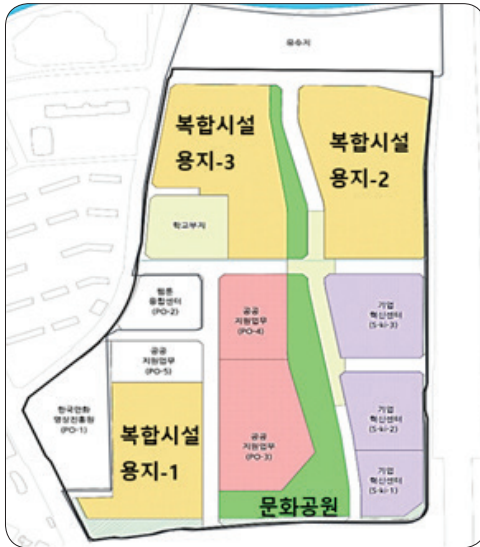 유수지
복합시설
용지-3
복합시설
용지-2
학교부지
웹툰
융합센터
(PO-2)
공공
지원업무
(PO-4)
기업
혁신센터
(S-ki-3)
공공
지원업무
(PO-5)
한국만화
영상진흥원
(PO-1)
복합시설
용지-1
공공
지원업무
(PO-3)
기업
혁신센터
(S-ki-2)
기업
혁신센터
(S-ki-1)
문화공원